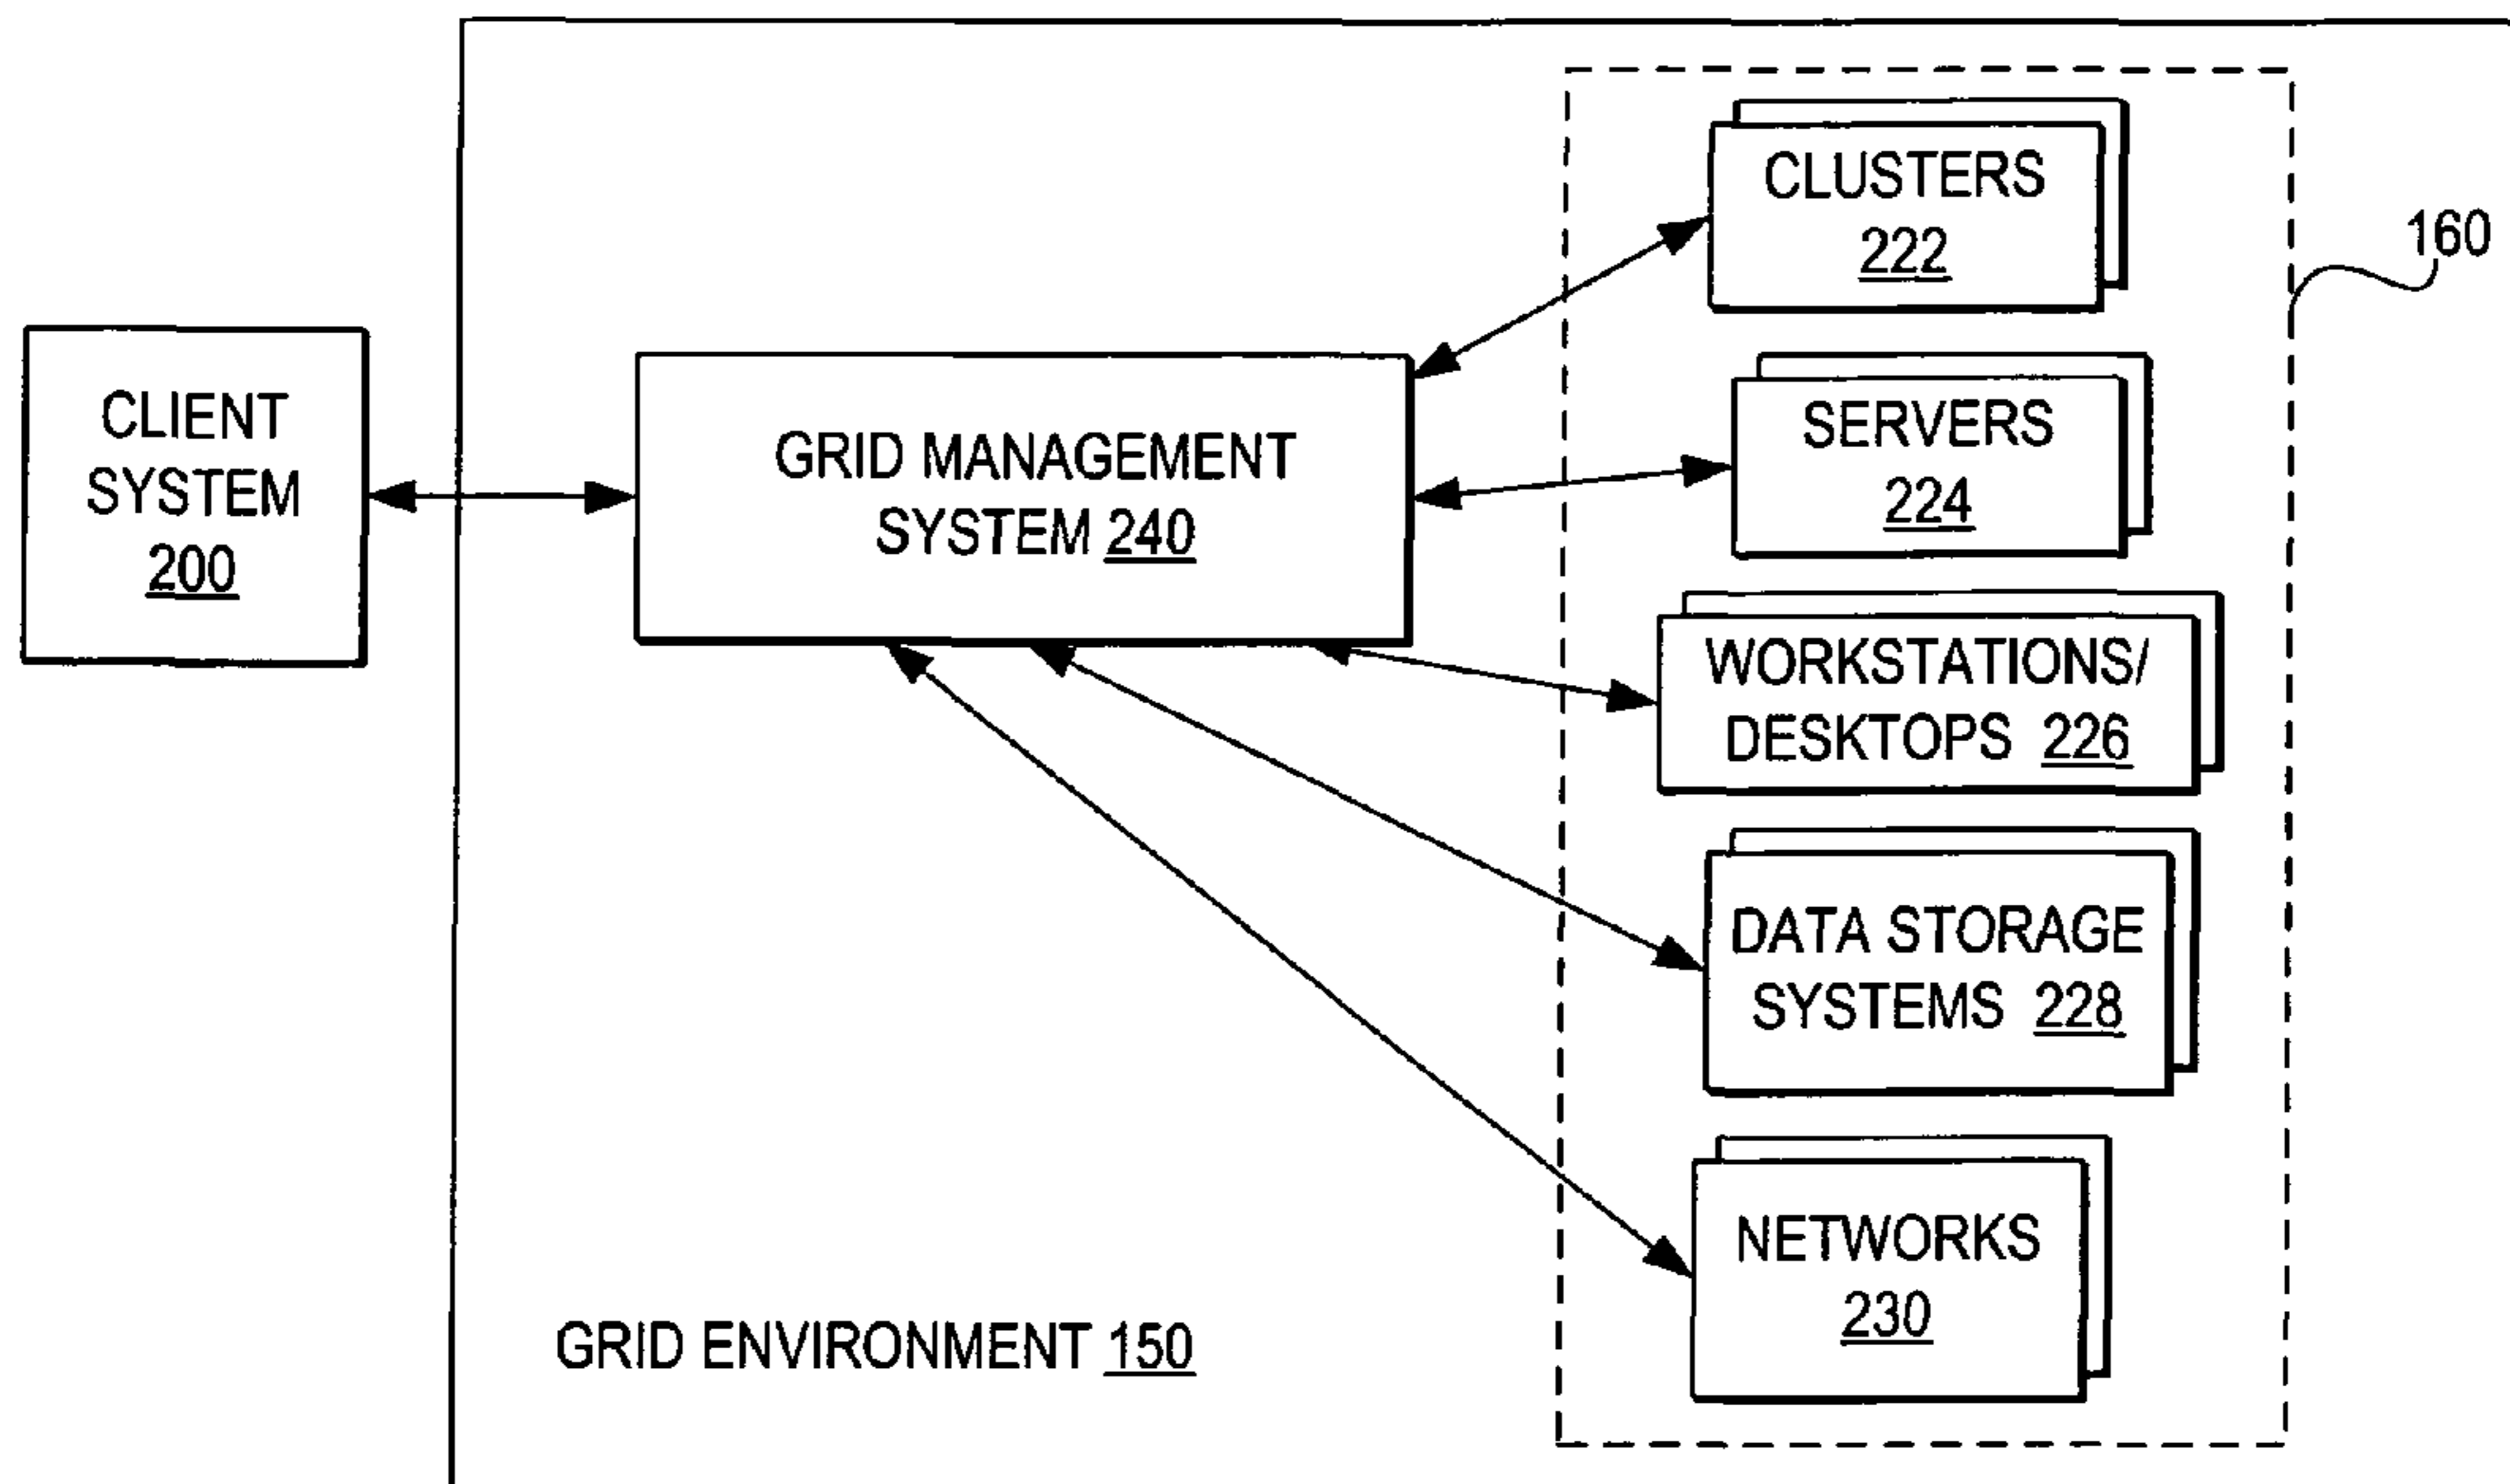 CLIENT
SYSTEM
200
GRID MANAGEMENT
SYSTEM 240
CLUSTERS
222
160
SERVERS
224
WORKSTATIONS/
DESKTOPS 226
DATA STORAGE
SYSTEMS 228
NETWORKS
230
GRID ENVIRONMENT 150